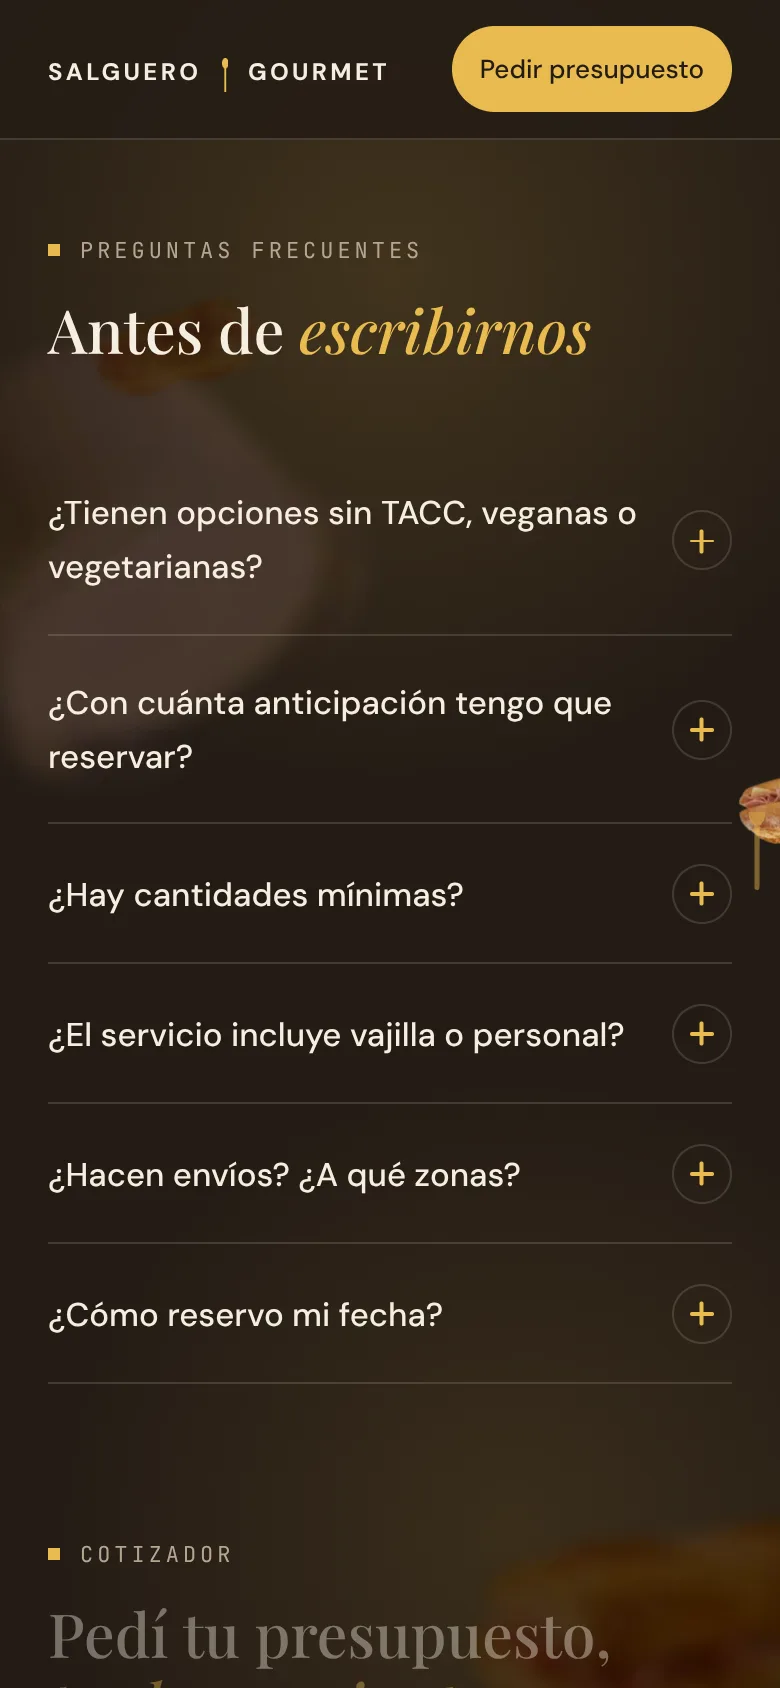 SALGUERO GOURMET
Pedir presupuesto
PREGUNTAS FRECUENTES
Antes de escribirnos
¿Tienen opciones sin TACC, veganas o
vegetarianas?
¿Con cuánta anticipación tengo que
reservar?
¿Hay cantidades mínimas?
¿El servicio incluye vajilla o personal?
¿Hacen envíos? ¿A qué zonas?
¿Cómo reservo mi fecha?
COTIZADOR
Pedí tu presupuesto,